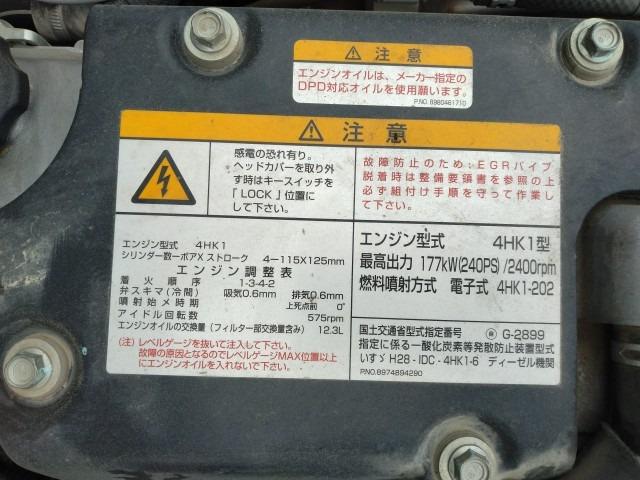 注意
エンジンオイルは、メーカー指定の
DPD対応オイルを使用願います。
P.NO. 8980461710
注意
感電の恐れ有り。
ヘッドカバーを取り外
す時はキースイッチを
「LOCK」位置に
して下さい。
故障防止のため：EGRパイプ
脱着時は整備要領書を参照の上
必ず組付け手順を守って作業し
て下さい。
エンジン型式 4HK1
シリンダー数ーボアXストローク 4ー115X125mm
エンジン調整表
着火順序 1-3-4-2
弁スキマ(冷間) 吸気0.6mm 排気0.6mm
噴射始メ時期 上死点前 0°
アイドル回転数 575rpm
エンジンオイルの交換量(フィルター部交換量含み) 12.3L
(注)レベルゲージを抜いて注入して下さい。
故障の原因となるのでレベルゲージMAX位置以上
にエンジンオイルを入れないで下さい。
エンジン型式 4HK1型
最高出力 177kW(240PS)/2400rpm
燃料噴射方式 電子式 4HK1-202
国土交通省型式指定番号 G-2899
指定に係る一酸化炭素等発散防止装置型式
いすゞH28-IDC-4HK1-6 ディーゼル機関
P.NO.8974894290